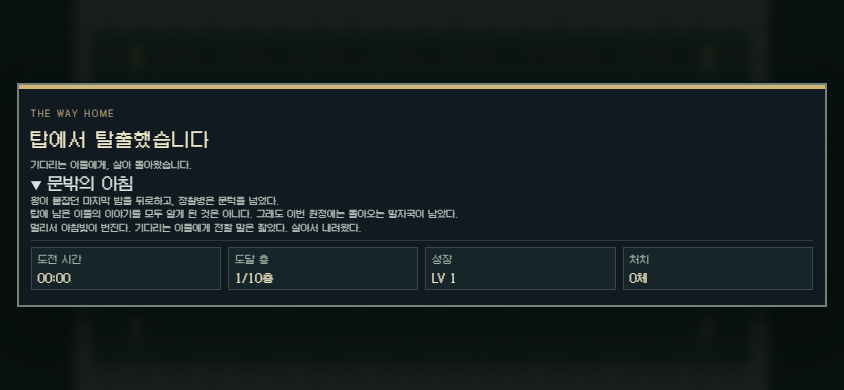 THE WAY HOME
탑에서 탈출했습니다
기다리는 이들에게, 살아 돌아왔습니다.
▼ 문밖의 아침
왕이 붙잡던 마지막 밤을 뒤로하고, 정찰병은 문턱을 넘었다.
탑에 남은 이들의 이야기를 모두 알게 된 것은 아니다. 그래도 이번 원정에는 돌아오는 발자국이 남았다.
멀리서 아침빛이 번진다. 기다리는 이들에게 전할 말은 짧았다. 살아서 내려왔다.
도전 시간
00:00
도달 층
1/10층
성장
LV 1
처치
0체